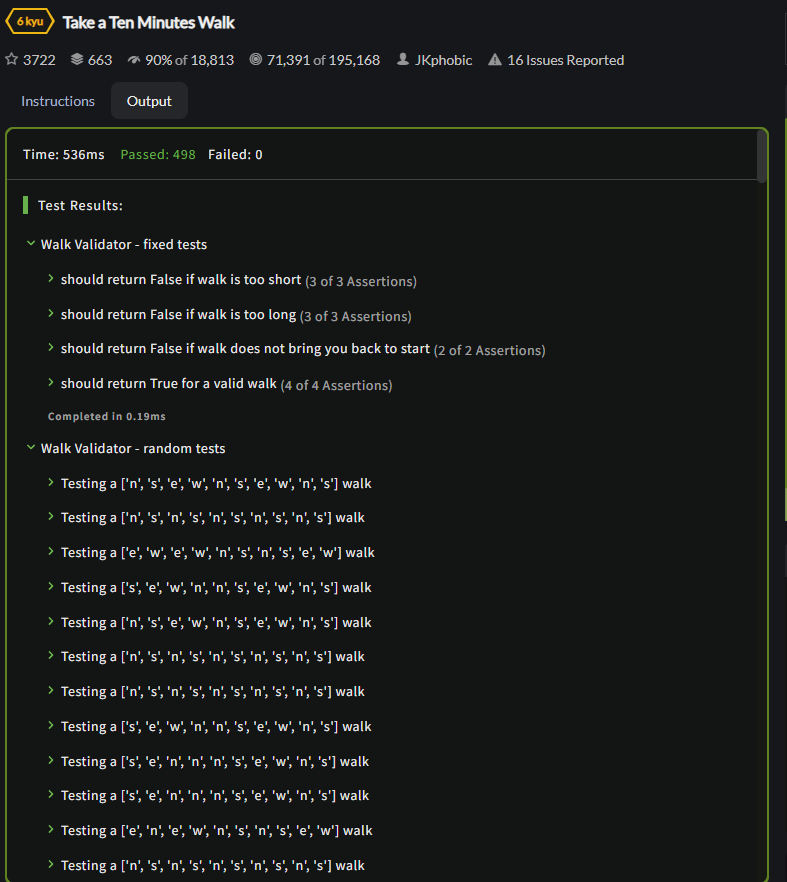 6 kyu Take a Ten Minutes Walk
3722 663 90% of 18,813 71,391 of 195,168 JKphobic 16 Issues Reported
Instructions Output
Time: 536ms Passed: 498 Failed: 0
Test Results:
Walk Validator - fixed tests
should return False if walk is too short (3 of 3 Assertions)
should return False if walk is too long (3 of 3 Assertions)
should return False if walk does not bring you back to start (2 of 2 Assertions)
should return True for a valid walk (4 of 4 Assertions)
Completed in 0.19ms
Walk Validator - random tests
Testing a ['n', 's', 'e', 'w', 'n', 's', 'e', 'w', 'n', 's'] walk
Testing a ['n', 's', 'n', 's', 'n', 's', 'n', 's', 'n', 's'] walk
Testing a ['e', 'w', 'e', 'w', 'n', 's', 'n', 's', 'e', 'w'] walk
Testing a ['s', 'e', 'w', 'n', 'n', 's', 'e', 'w', 'n', 's'] walk
Testing a ['n', 's', 'e', 'w', 'n', 's', 'e', 'w', 'n', 's'] walk
Testing a ['n', 's', 'n', 's', 'n', 's', 'n', 's', 'n', 's'] walk
Testing a ['n', 's', 'n', 's', 'n', 's', 'n', 's', 'n', 's'] walk
Testing a ['s', 'e', 'w', 'n', 'n', 's', 'e', 'w', 'n', 's'] walk
Testing a ['s', 'e', 'n', 'n', 'n', 's', 'e', 'w', 'n', 's'] walk
Testing a ['s', 'e', 'n', 'n', 'n', 's', 'e', 'w', 'n', 's'] walk
Testing a ['e', 'n', 'e', 'w', 'n', 's', 'n', 's', 'e', 'w'] walk
Testing a ['n', 's', 'n', 's', 'n', 's', 'n', 's', 'n', 's'] walk